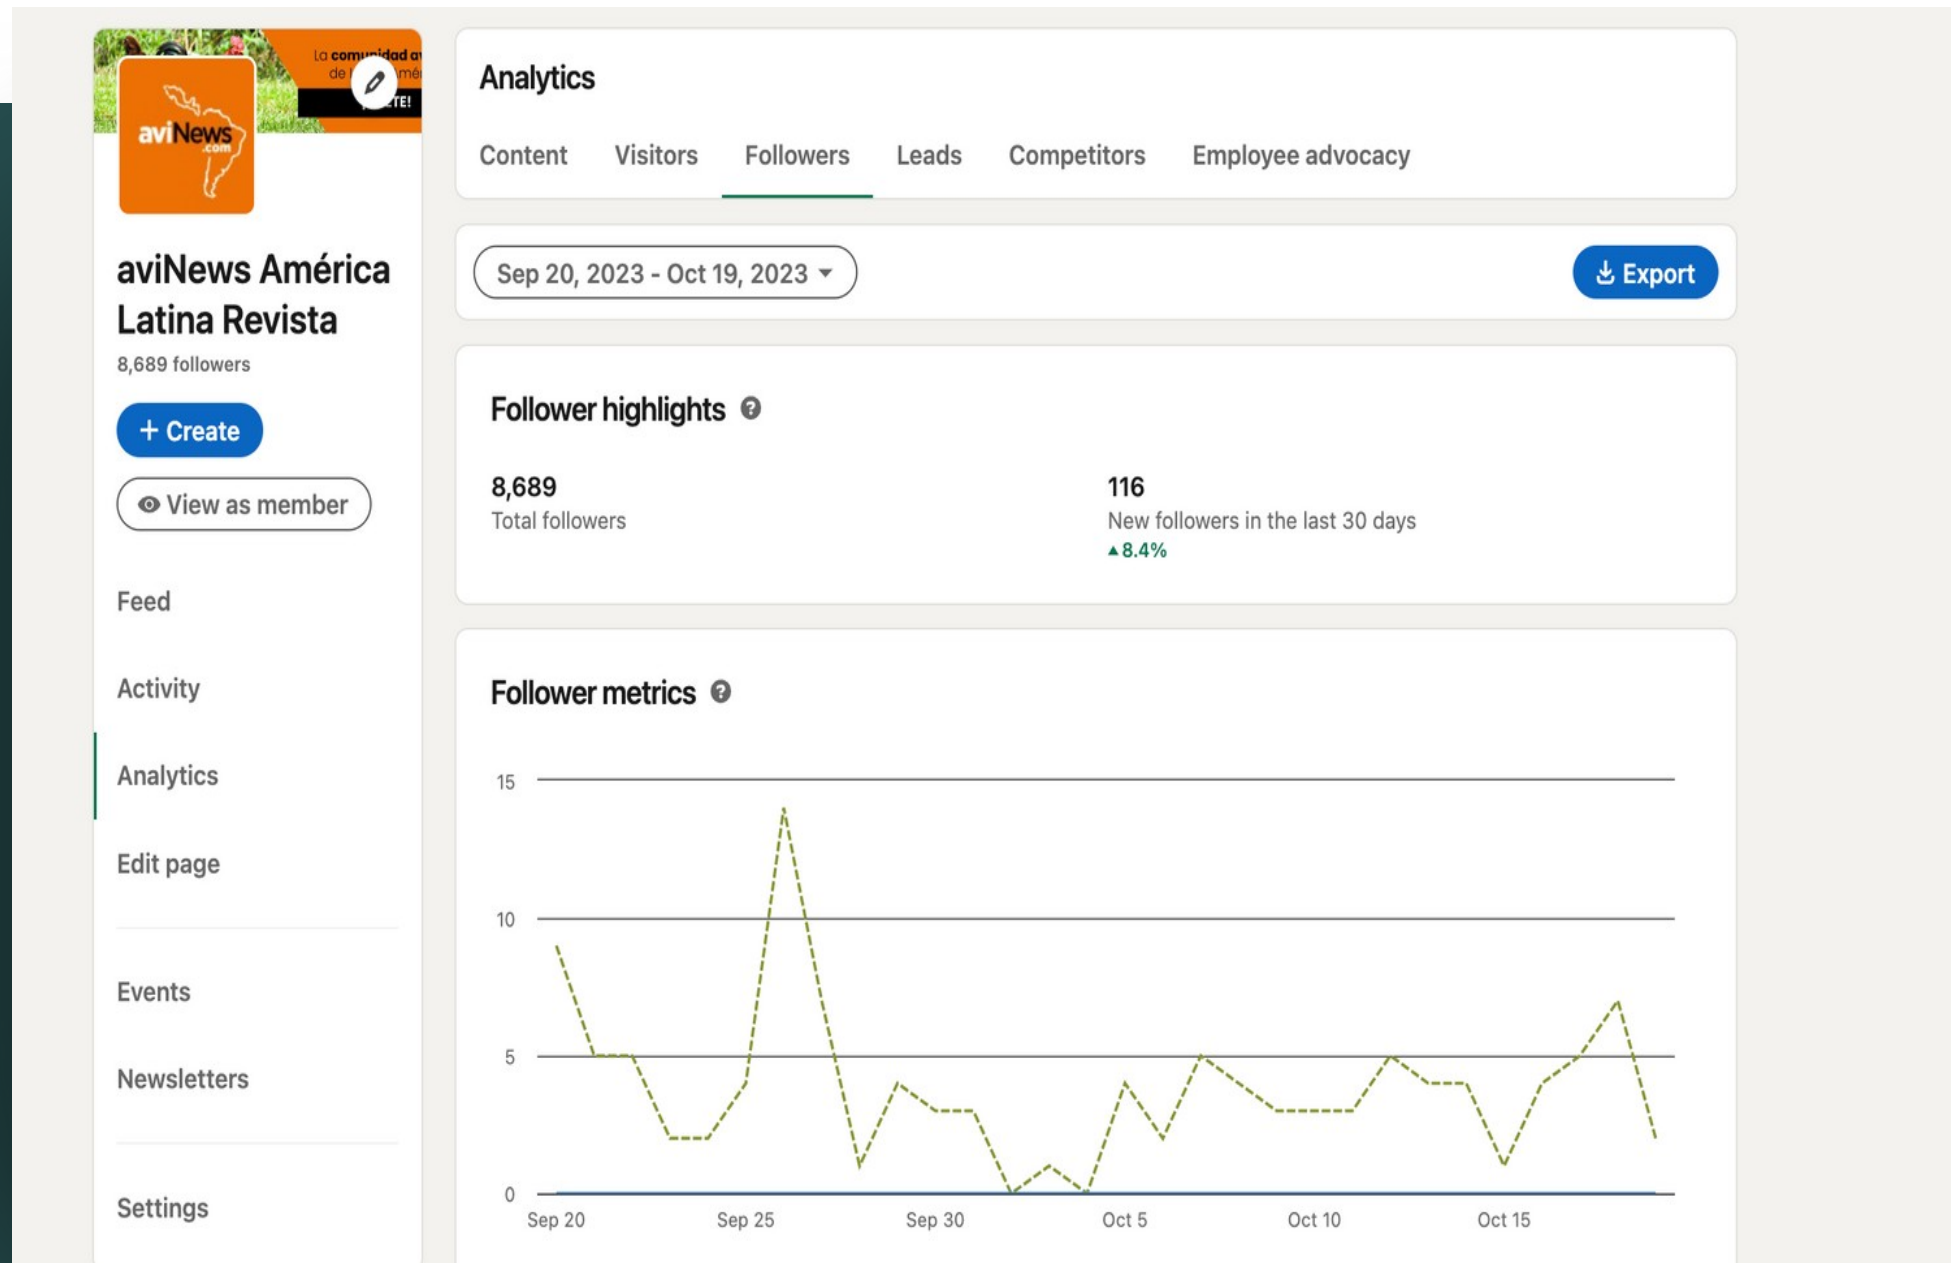 La comunidad
de
aviNews
.com
aviNews América
Latina Revista
8,689 followers
+ Create
View as member
Feed
Activity
Analytics
Edit page
Events
Newsletters
Settings
Analytics
Content Visitors Followers Leads Competitors Employee advocacy
Sep 20, 2023 - Oct 19, 2023
Export
Follower highlights
8,689
Total followers
116
New followers in the last 30 days
▲8.4%
Follower metrics
15
10
5
0
Sep 20 Sep 25 Sep 30 Oct 5 Oct 10 Oct 15